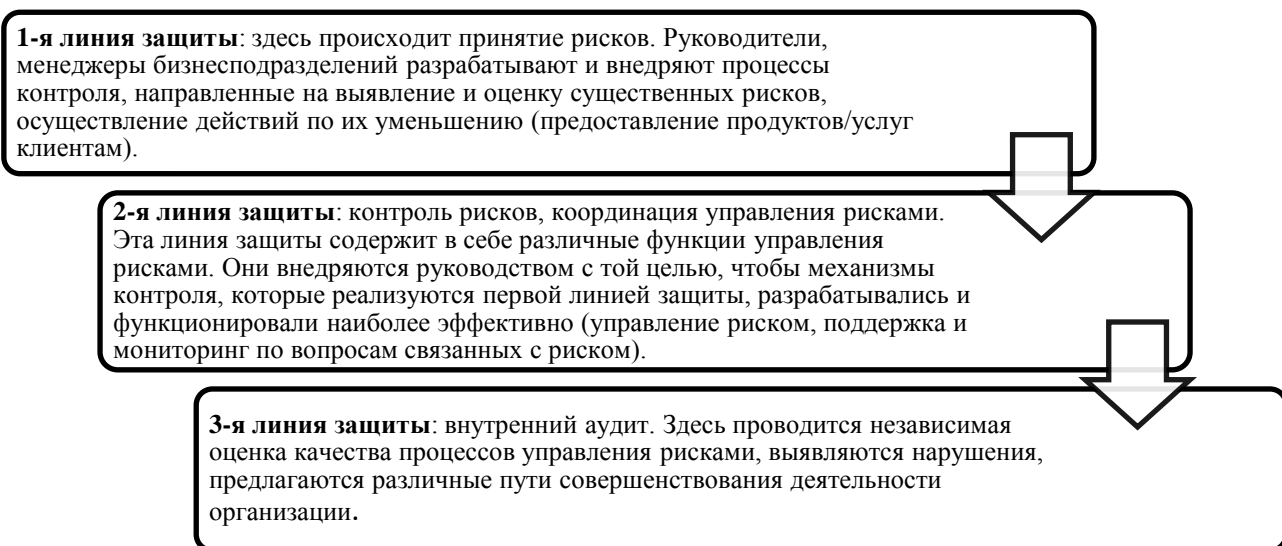 1-я линия защиты: здесь происходит принятие рисков. Руководители,
менеджеры бизнесподразделений разрабатывают и внедряют процессы
контроля, направленные на выявление и оценку существенных рисков,
осуществление действий по их уменьшению (предоставление продуктов/услуг
клиентам).
2-я линия защиты: контроль рисков, координация управления рисками.
Эта линия защиты содержит в себе различные функции управления
рисками. Они внедряются руководством с той целью, чтобы механизмы
контроля, которые реализуются первой линией защиты, разрабатывались и
функционировали наиболее эффективно (управление риском, поддержка и
мониторинг по вопросам связанных с риском).
3-я линия защиты: внутренний аудит. Здесь проводится независимая
оценка качества процессов управления рисками, выявляются нарушения,
предлагаются различные пути совершенствования деятельности
организации.